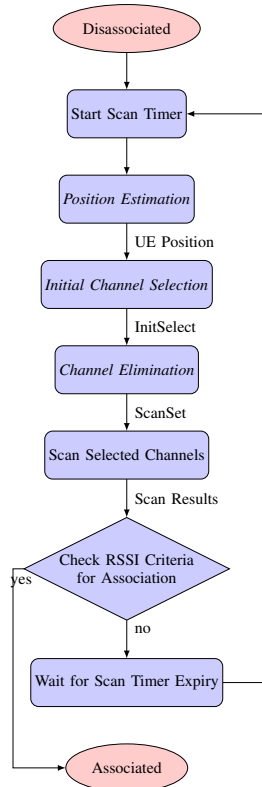 Disassociated
Start Scan Timer
Position Estimation
UE Position
Initial Channel Selection
InitSelect
Channel Elimination
ScanSet
Scan Selected Channels
Scan Results
Check RSSI Criteria
for Association
yes
no
Wait for Scan Timer Expiry
Associated